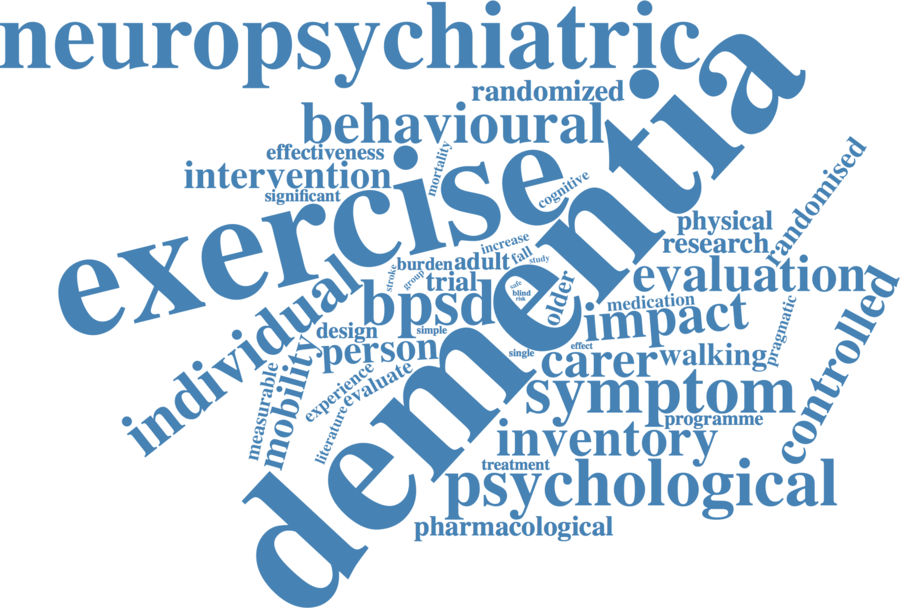 neuropsychiatric
dementia
randomized
behavioural
effectiveness
mortality
intervention
significant
exercise
cognitive
randomised
physical
research
increase
fall
study
burden
adult
stroke
group
trial
bpsd
safe
blind
risk
older
evaluation
medication
impact
individual
design
simple
person
single
effect
carer
walking
pragmatic
controlled
mobility
measurable
experience
evaluate
literature
symptom
programme
inventory
treatment
psychological
pharmacological